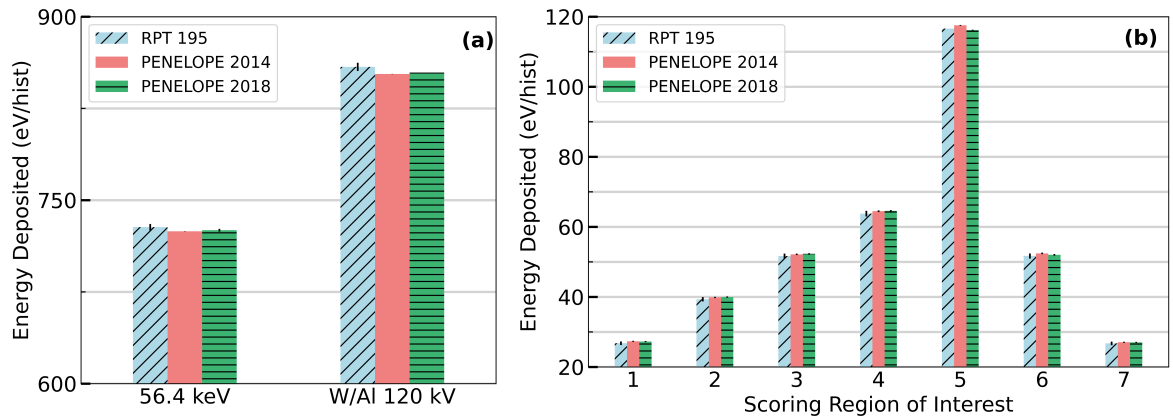 Energy Deposited (eV/hist)
900
750
600
RPT 195
PENELOPE 2014
PENELOPE 2018
(a)
56.4 keV
W/Al 120 kV
Energy Deposited (eV/hist)
120
100
80
60
40
20
RPT 195
PENELOPE 2014
PENELOPE 2018
(b)
1 2 3 4 5 6 7
Scoring Region of Interest